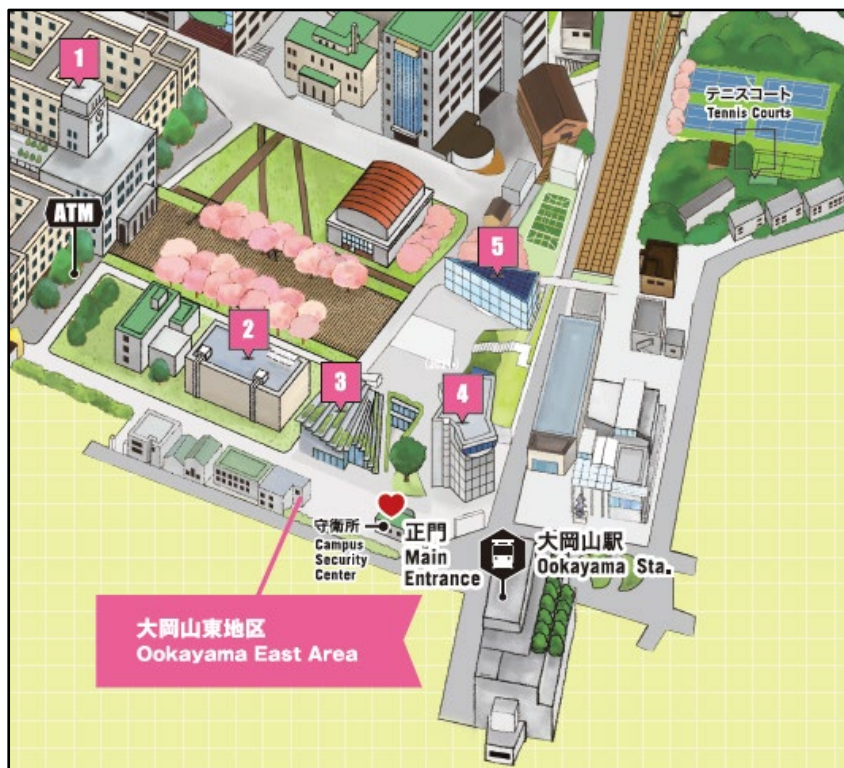 1
テニスコート
Tennis Courts
ATM
5
2
3
4
守衛所
Campus
Security
Center
正門
Main
Entrance
大岡山駅
Ookayama Sta.
大岡山東地区
Ookayama East Area